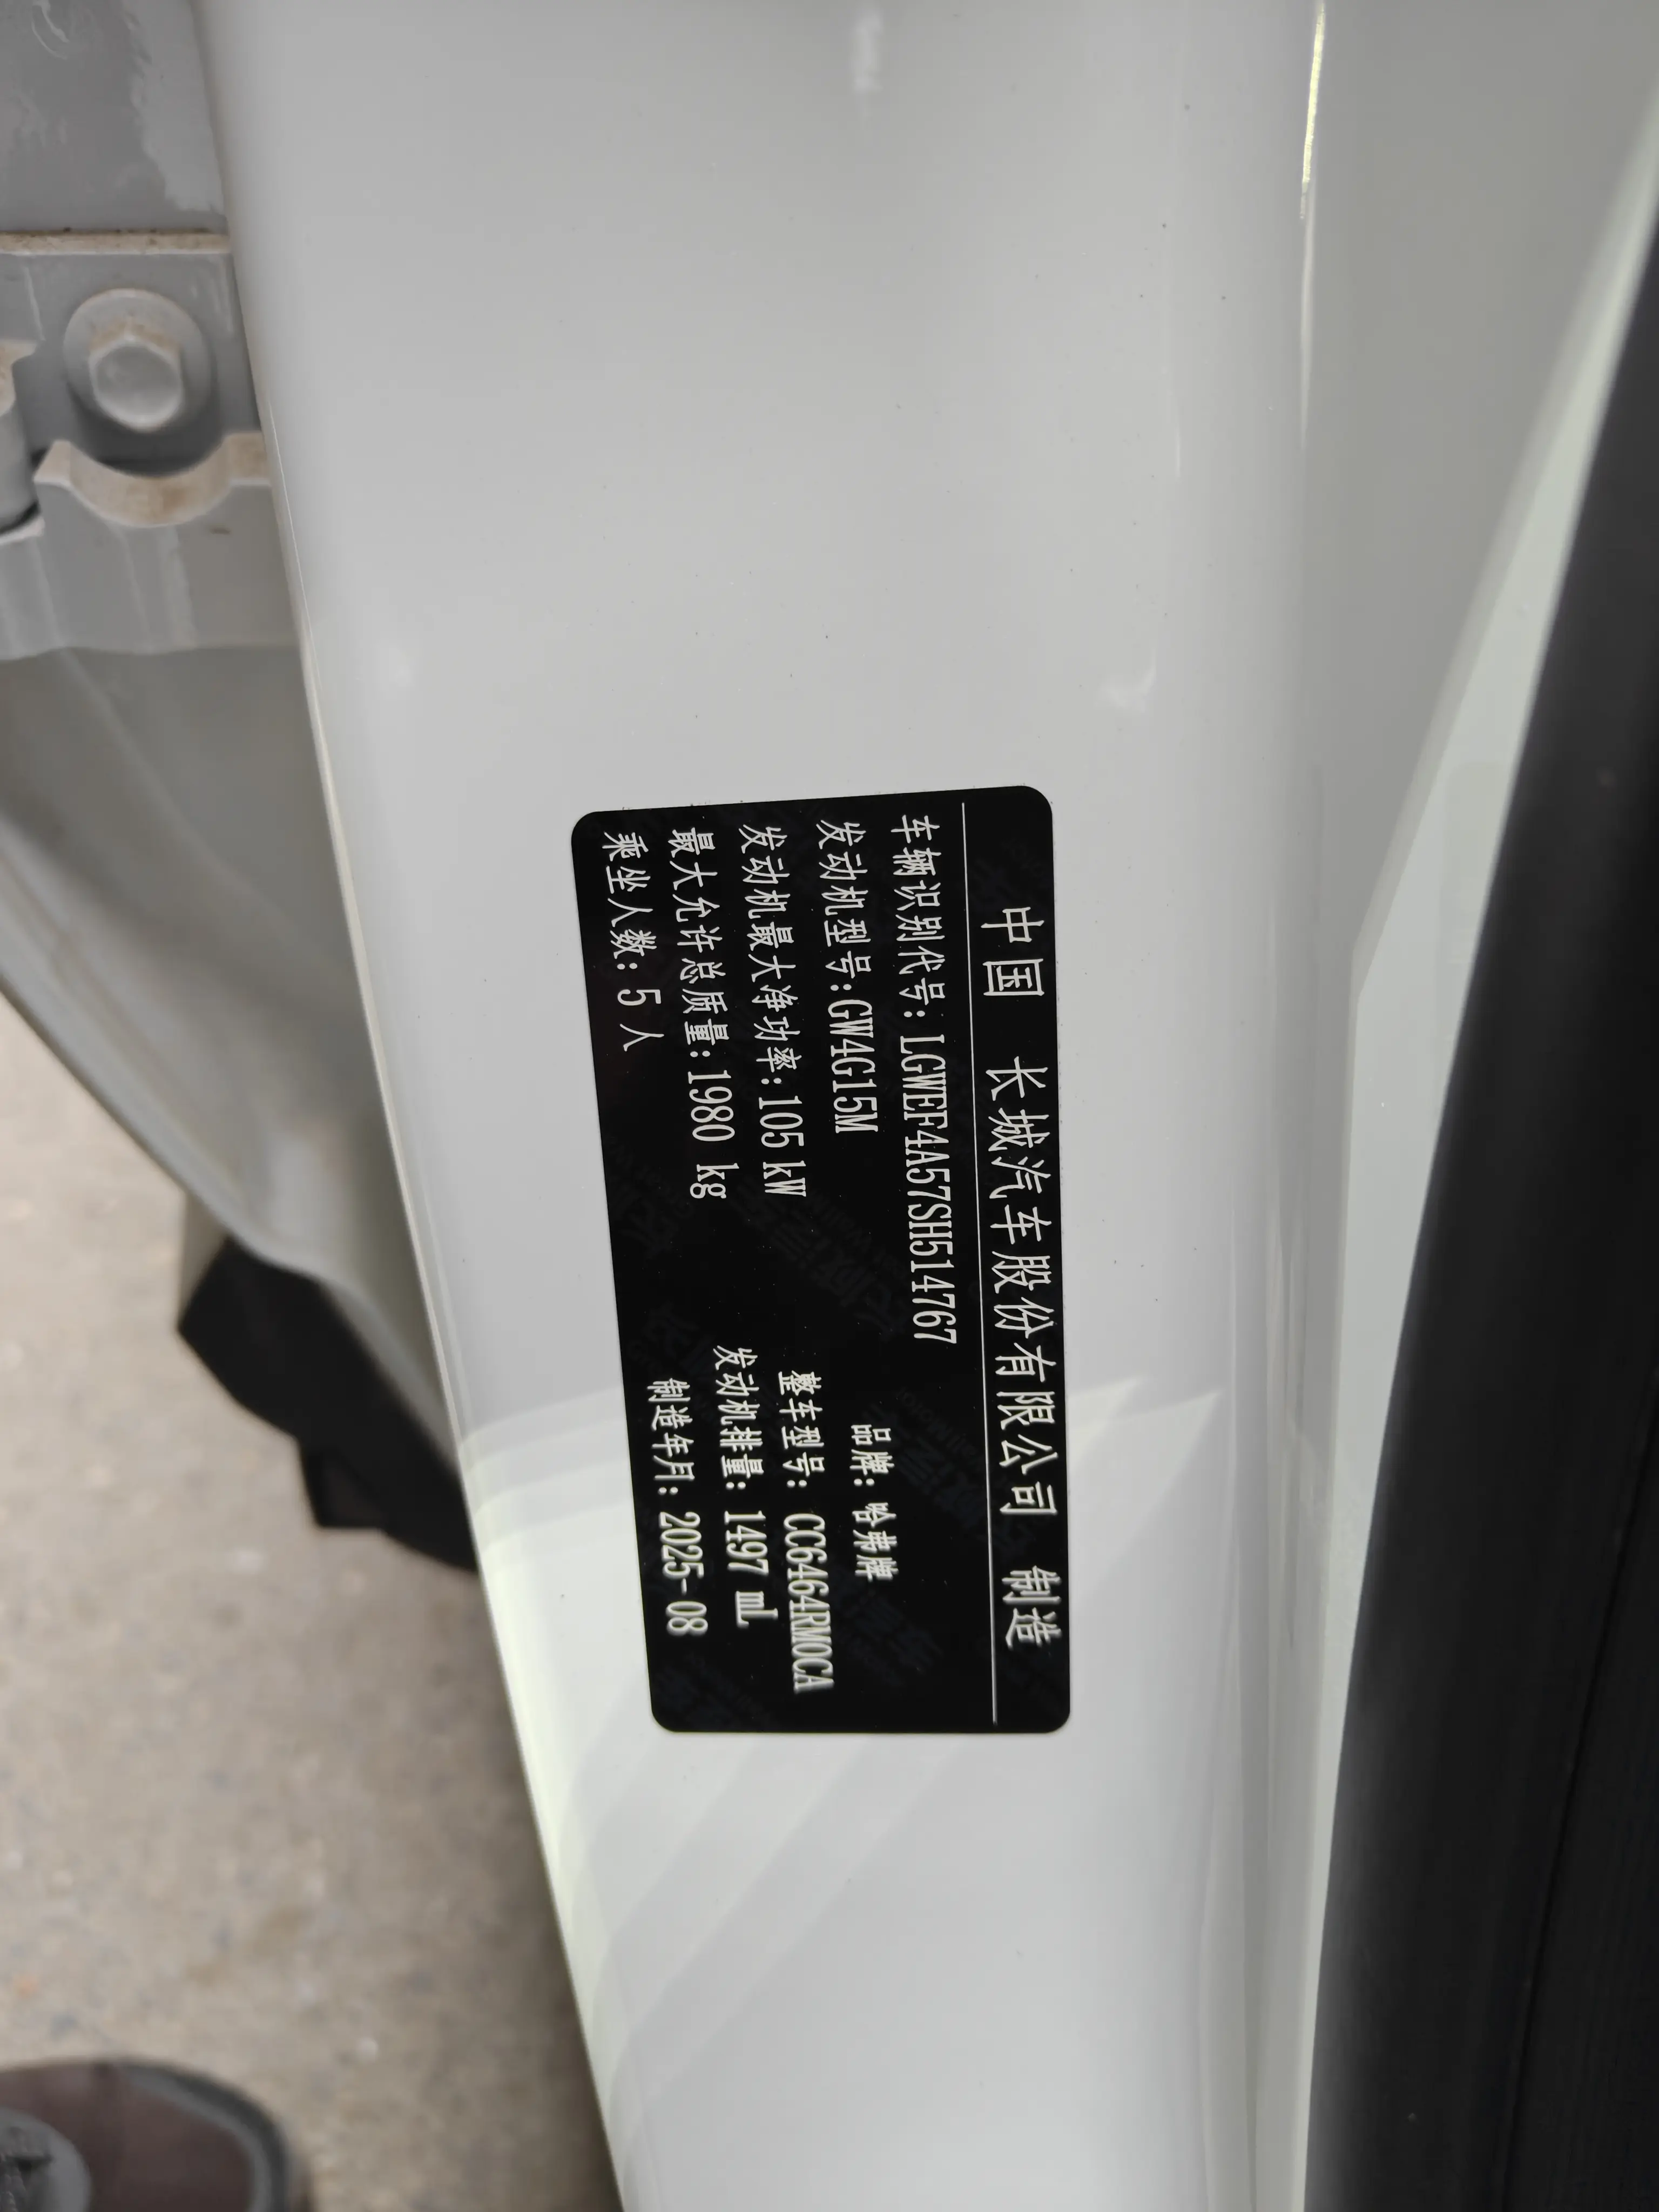 中国 长城汽车股份有限公司 制造
车辆识别代号: LGWEF4A57SH514767
品牌: 哈弗牌
发动机型号:GW4G15M
整车型号: CC6464RM0CA
发动机最大净功率:105 kW
发动机排量: 1497 mL
最大允许总质量:1980 kg
制造年月: 2025-08
乘坐人数: 5 人